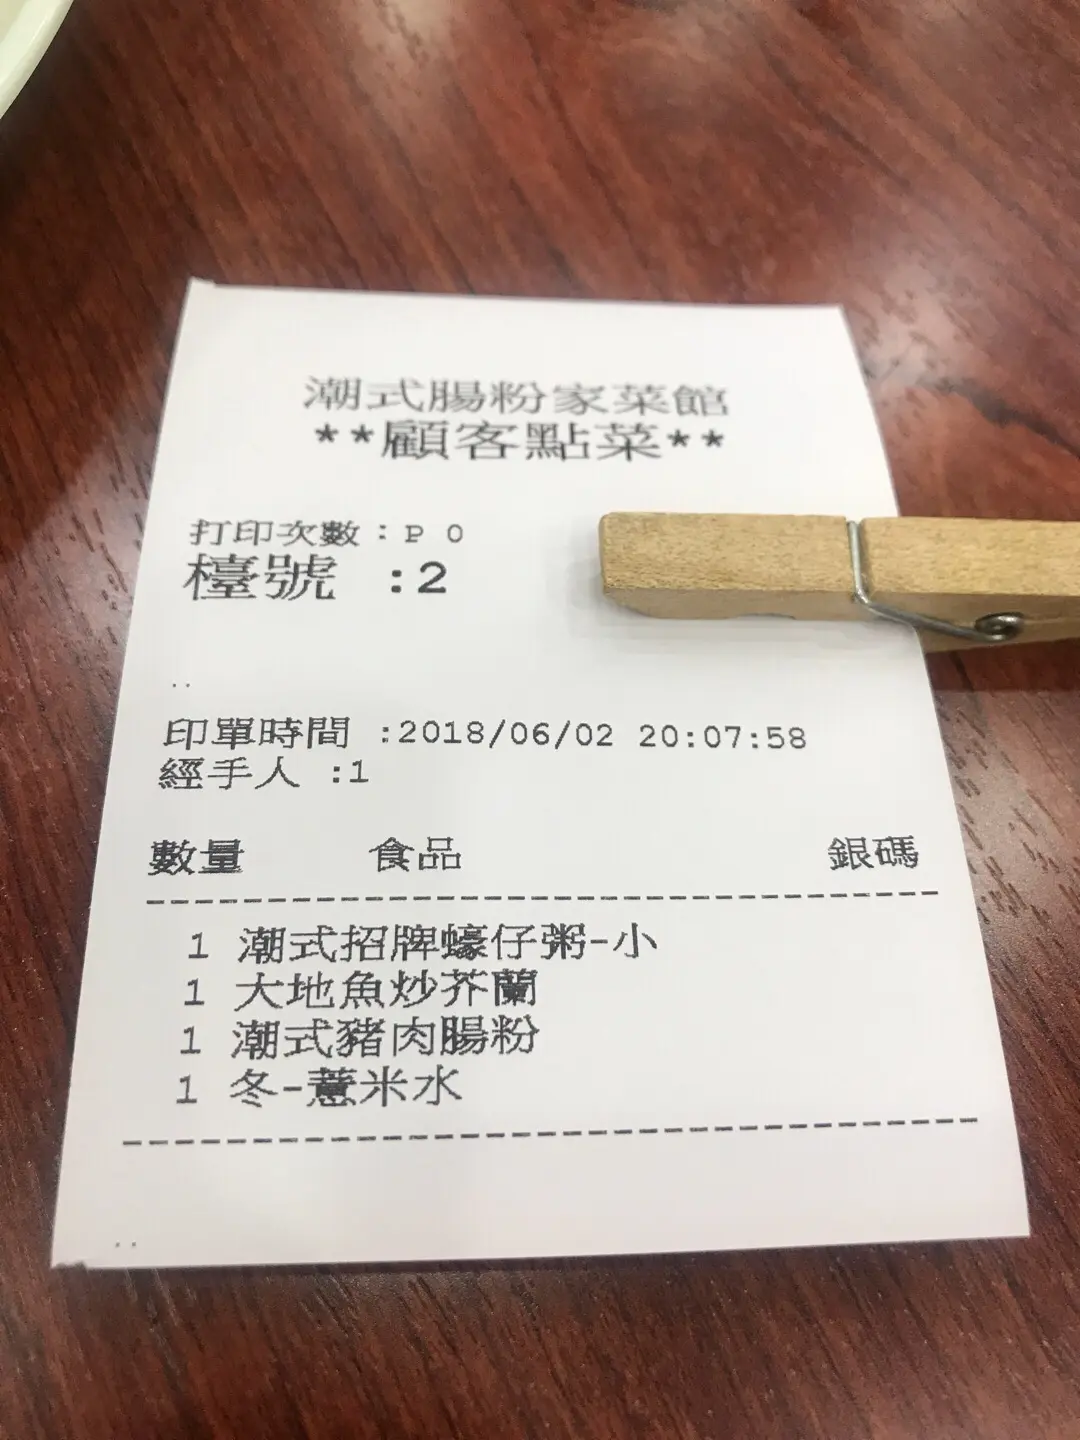 潮式腸粉家菜館
**顧客點菜**
打印次數：P 0
檯號 :2
..
印單時間 :2018/06/02 20:07:58
經手人 :1
數量 食品 銀碼
1 潮式招牌蠔仔粥-小
1 大地魚炒芥蘭
1 潮式豬肉腸粉
1 冬-薏米水
..